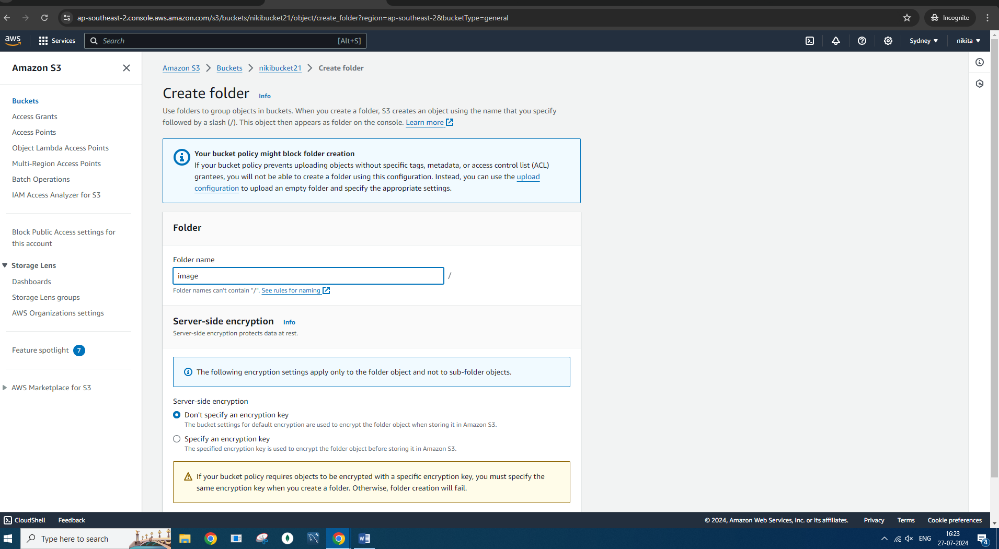 ap-southeast-2.console.aws.amazon.com/s3/buckets/nikibucket21/object/create_folder?region=ap-southeast-2&bucketType=general
Incognito
aws
Services
Search
[Alt+S]
Sydney
nikita
Amazon S3
Buckets
Access Grants
Access Points
Object Lambda Access Points
Multi-Region Access Points
Batch Operations
IAM Access Analyzer for S3
Block Public Access settings for
this account
Storage Lens
Dashboards
Storage Lens groups
AWS Organizations settings
Feature spotlight 7
AWS Marketplace for S3
Amazon S3 > Buckets > nikibucket21 > Create folder
Create folder Info
Use folders to group objects in buckets. When you create a folder, S3 creates an object using the name that you specify
followed by a slash (/). This object then appears as folder on the console. Learn more
Your bucket policy might block folder creation
If your bucket policy prevents uploading objects without specific tags, metadata, or access control list (ACL)
grantees, you will not be able to create a folder using this configuration. Instead, you can use the upload
configuration to upload an empty folder and specify the appropriate settings.
Folder
Folder name
image /
Folder names can't contain "/". See rules for naming
Server-side encryption Info
Server-side encryption protects data at rest.
The following encryption settings apply only to the folder object and not to sub-folder objects.
Server-side encryption
Don't specify an encryption key
The bucket settings for default encryption are used to encrypt the folder object when storing it in Amazon S3.
Specify an encryption key
The specified encryption key is used to encrypt the folder object before storing it in Amazon S3.
If your bucket policy requires objects to be encrypted with a specific encryption key, you must specify the
same encryption key when you create a folder. Otherwise, folder creation will fail.
CloudShell
Feedback
© 2024, Amazon Web Services, Inc. or its affiliates.
Privacy
Terms
Cookie preferences
Type here to search
W
ENG
16:23
27-07-2024
4